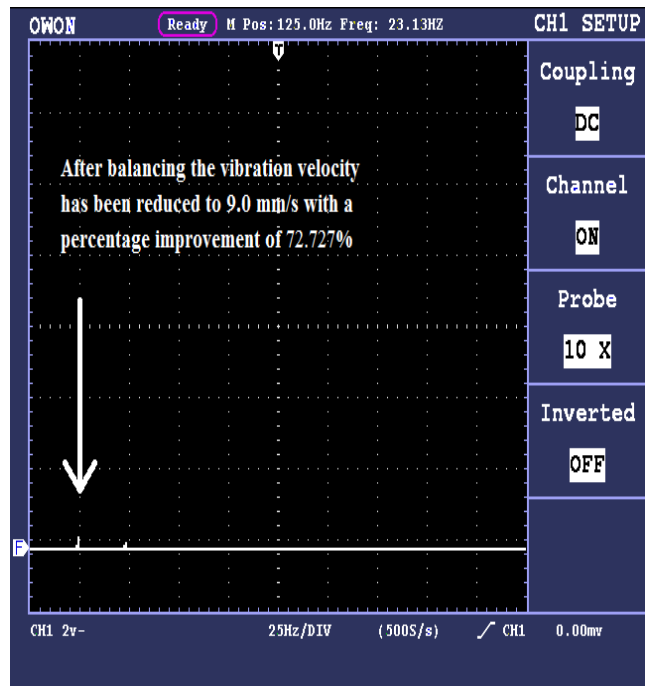 OWON Ready M Pos:125.0Hz Freq: 23.13HZ CH1 SETUP
T
Coupling
DC
After balancing the vibration velocity
has been reduced to 9.0 mm/s with a
percentage improvement of 72.727%
Channel
ON
Probe
10 X
Inverted
OFF
F
CH1 2v- 25Hz/DIV (500S/s) CH1 0.00mv